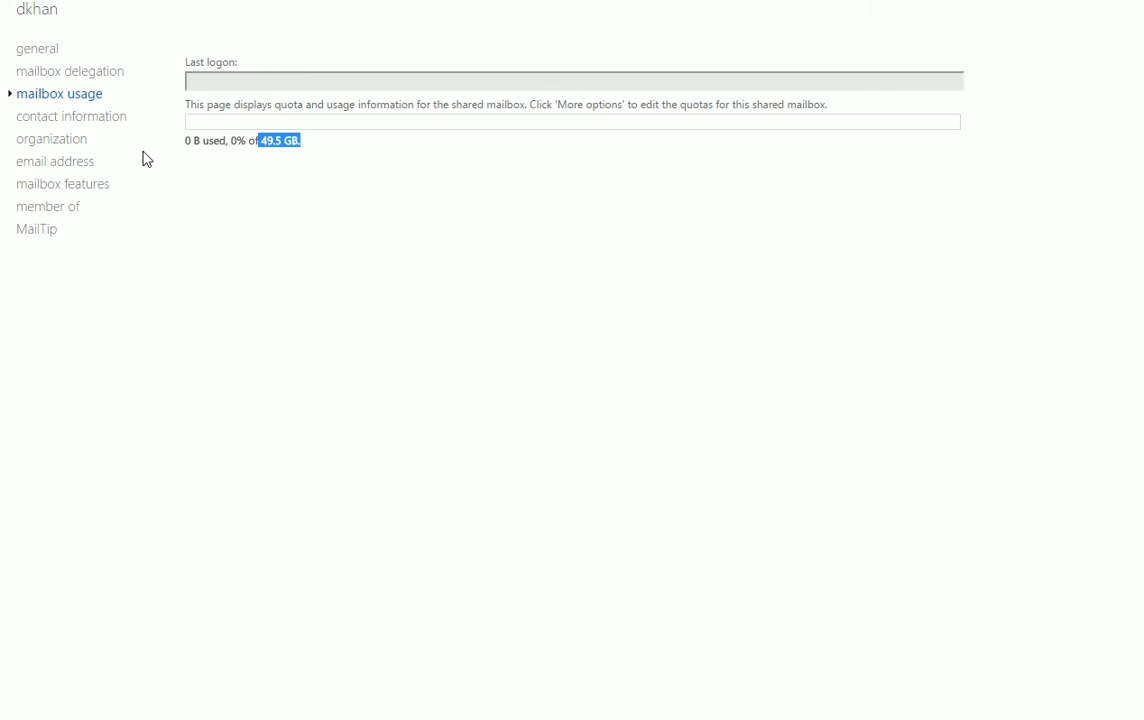 dkhan
general
mailbox delegation
mailbox usage
contact information
organization
email address
mailbox features
member of
MailTip
Last logon:
This page displays quota and usage information for the shared mailbox. Click 'More options' to edit the quotas for this shared mailbox.
0 B used, 0% of 49.5 GB.